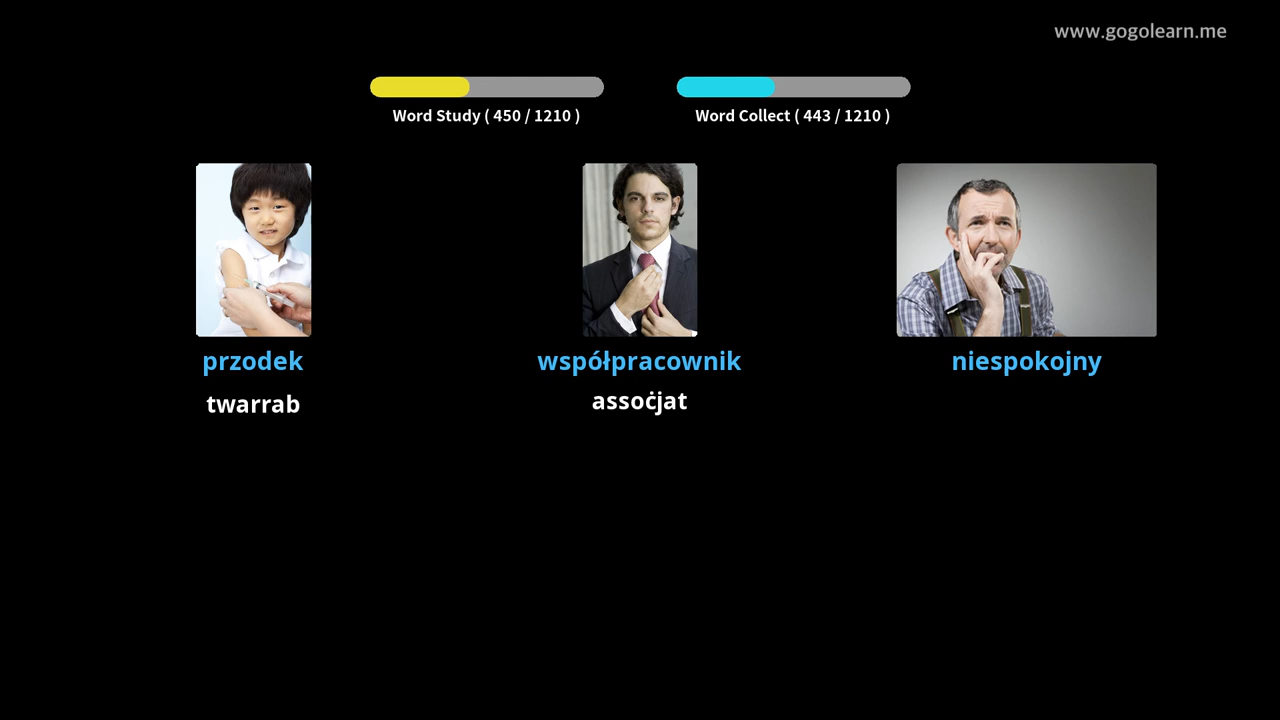 www.gogolearn.me
Word Study ( 450 / 1210 )
Word Collect ( 443 / 1210 )
przodek
współpracownik
niespokojny
twarrab
assoċjat